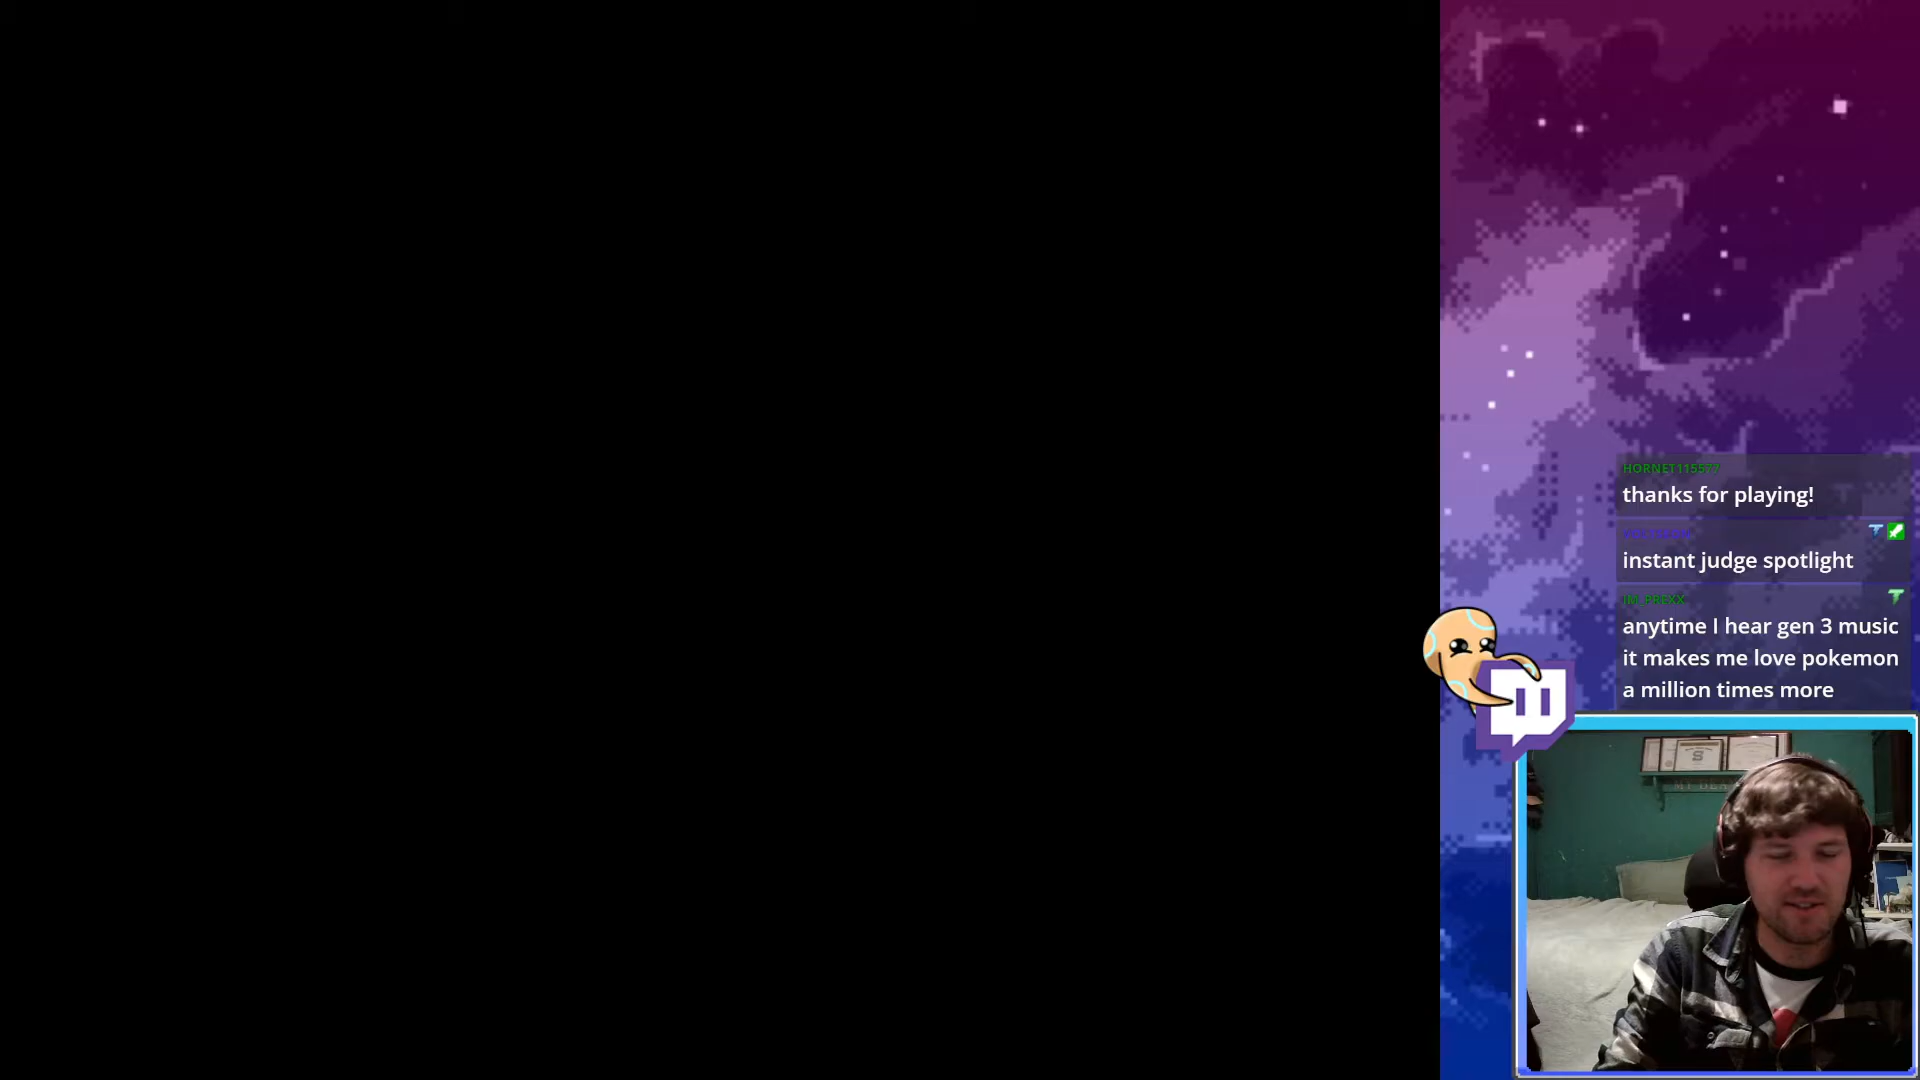 HORNET115577
thanks for playing!
instant judge spotlight
IM_PREXX
anytime I hear gen 3 music
it makes me love pokemon
a million times more